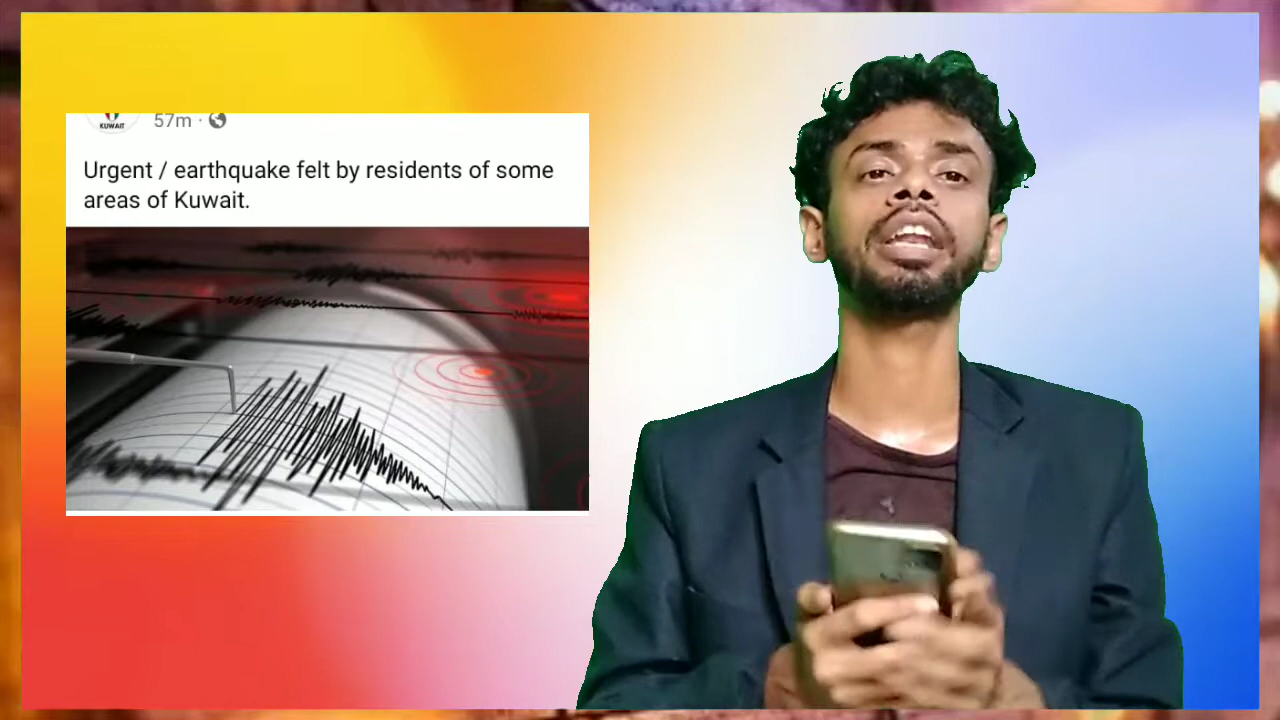 KUWAIT
57m ·
Urgent / earthquake felt by residents of some
areas of Kuwait.